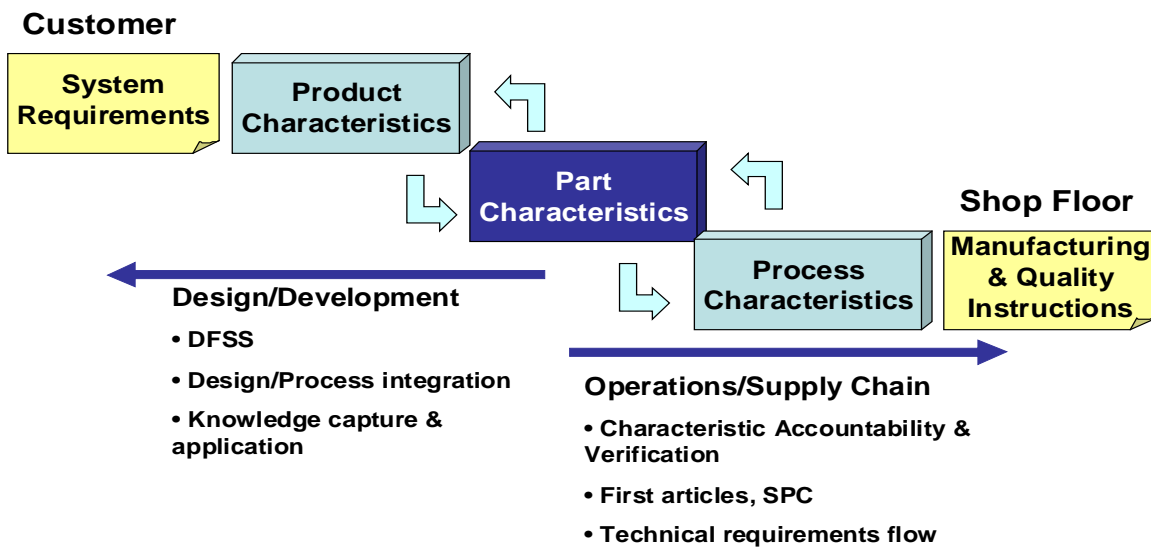 Customer
System
Requirements
Product
Characteristics
Part
Characteristics
Shop Floor
Process
Characteristics
Manufacturing
& Quality
Instructions
Design/Development
• DFSS
• Design/Process integration
• Knowledge capture &
application
Operations/Supply Chain
• Characteristic Accountability &
Verification
• First articles, SPC
• Technical requirements flow